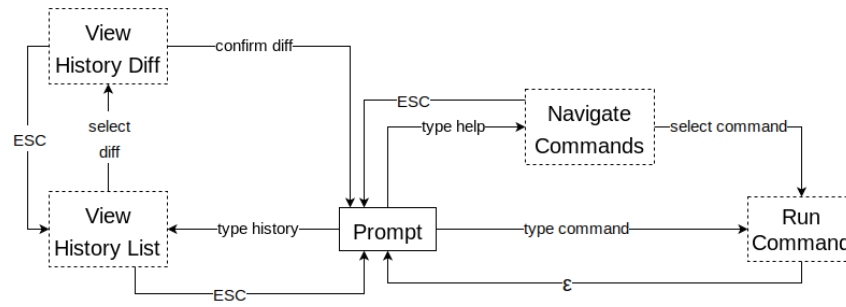 View
History Diff
confirm diff
ESC
select
diff
ESC
type help
Navigate
Commands
select command
View
History List
type history
Prompt
type command
Run
Command
ESC
ε